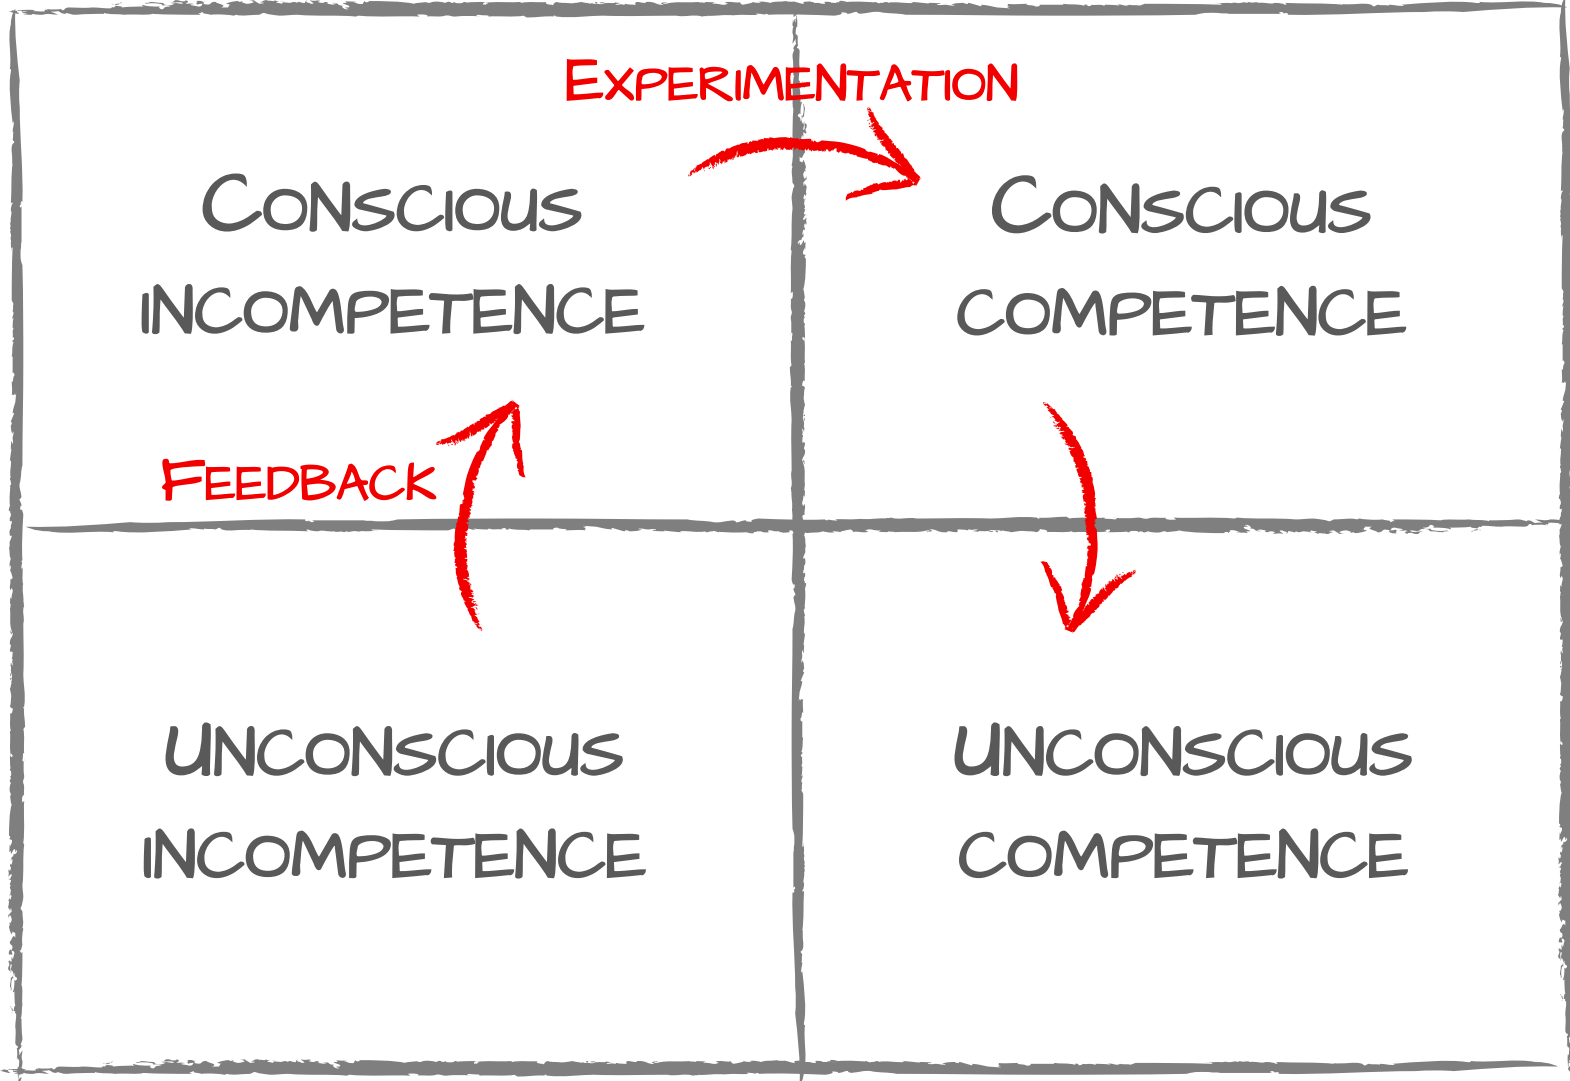 Experimentation
Conscious
incompetence
Conscious
competence
Feedback
Unconscious
incompetence
Unconscious
competence